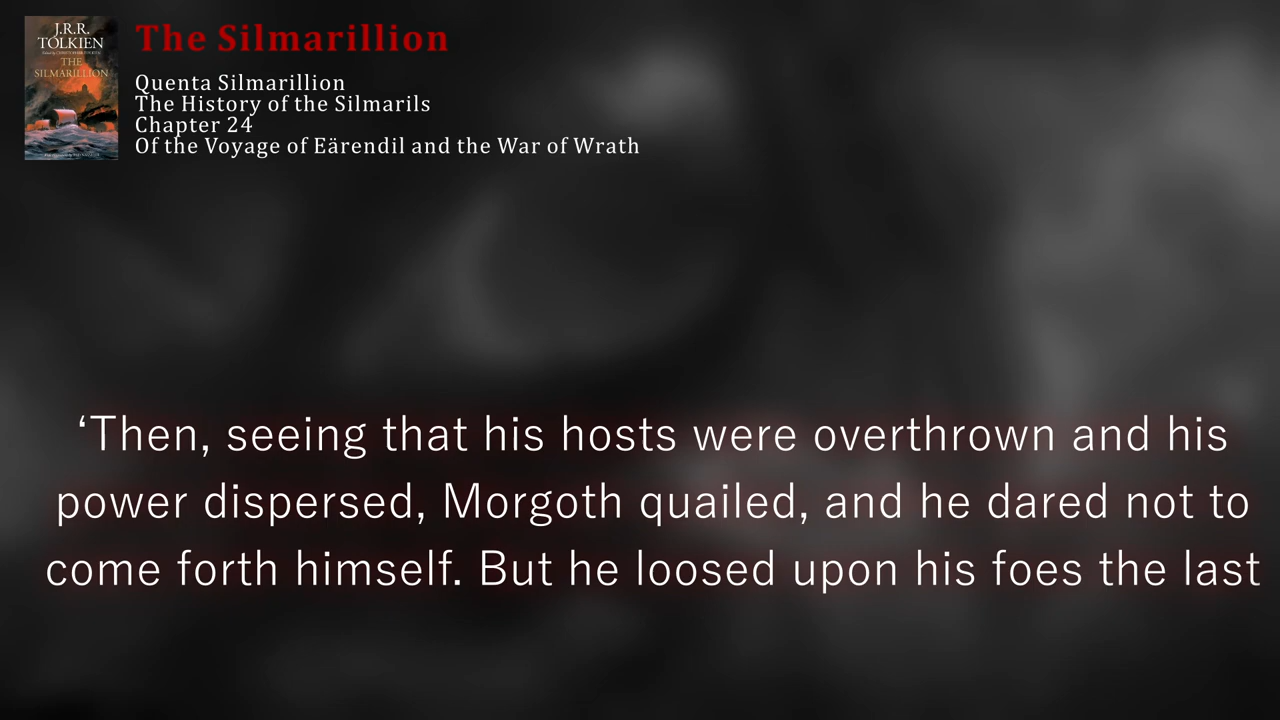 J.R.R.
TOLKIEN
THE
SILMARILLION
The Silmarillion
Quenta Silmarillion
The History of the Silmarils
Chapter 24
Of the Voyage of Eärendil and the War of Wrath
‘Then, seeing that his hosts were overthrown and his
power dispersed, Morgoth quailed, and he dared not to
come forth himself. But he loosed upon his foes the last